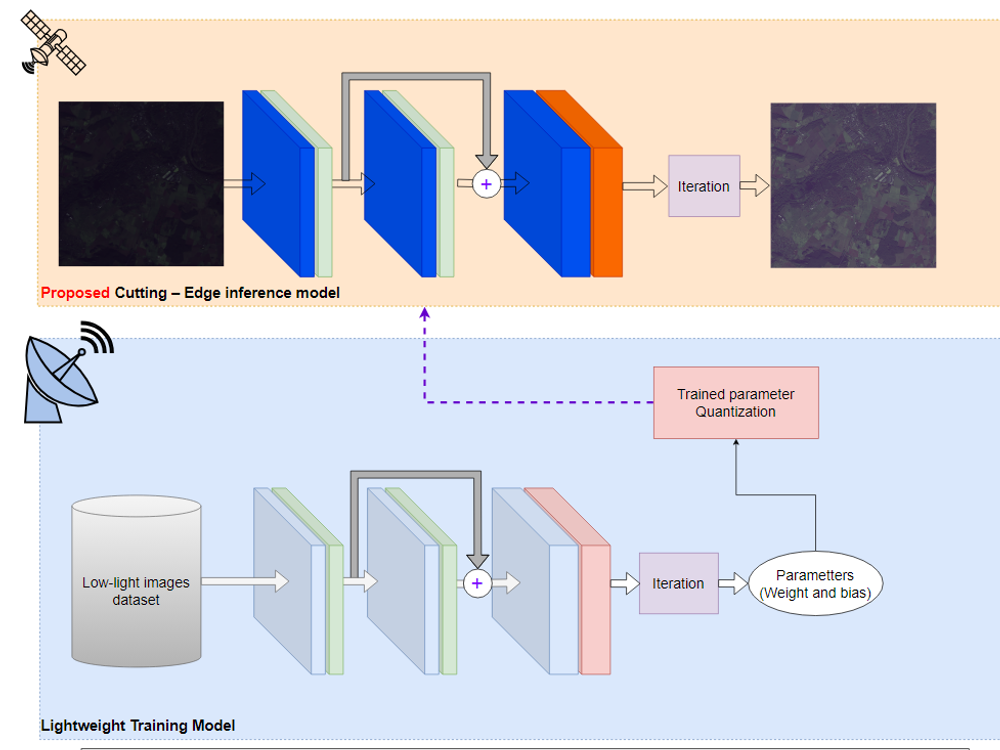 +
Iteration
Proposed Cutting – Edge inference model
Trained parameter
Quantization
Low-light images
dataset
+
Iteration
Parametters
(Weight and bias)
Lightweight Training Model